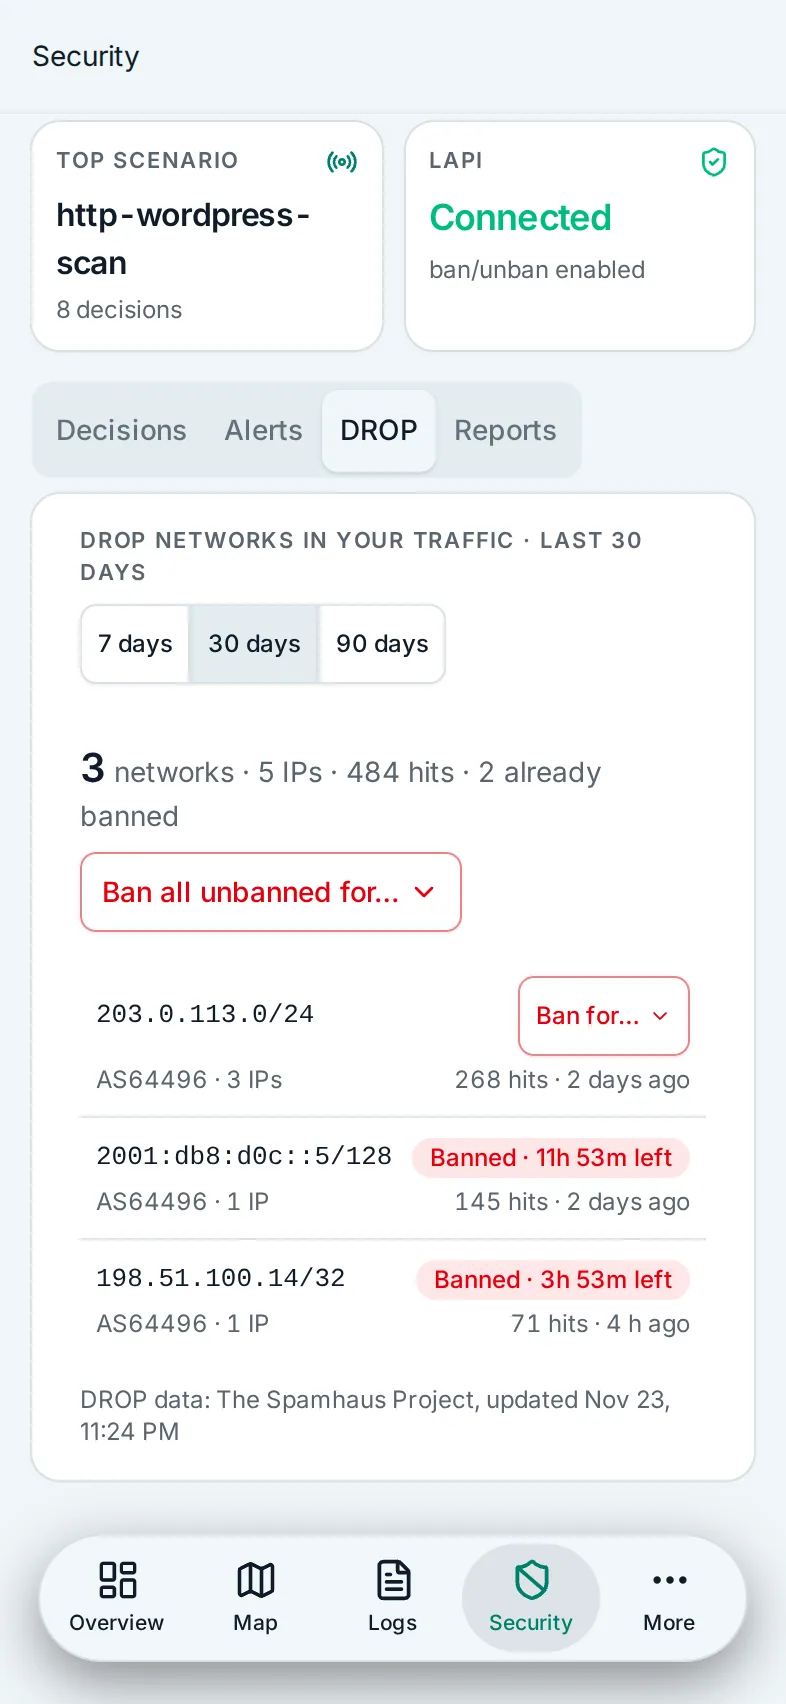 Security
TOP SCENARIO
http-wordpress-
scan
8 decisions
LAPI
Connected
ban/unban enabled
Decisions
Alerts
DROP
Reports
DROP NETWORKS IN YOUR TRAFFIC · LAST 30
DAYS
7 days
30 days
90 days
3 networks · 5 IPs · 484 hits · 2 already
banned
Ban all unbanned for...
203.0.113.0/24
Ban for...
AS64496 · 3 IPs
268 hits · 2 days ago
2001:db8:d0c::5/128
Banned · 11h 53m left
AS64496 · 1 IP
145 hits · 2 days ago
198.51.100.14/32
Banned · 3h 53m left
AS64496 · 1 IP
71 hits · 4 h ago
DROP data: The Spamhaus Project, updated Nov 23,
11:24 PM
Overview
Map
Logs
Security
More